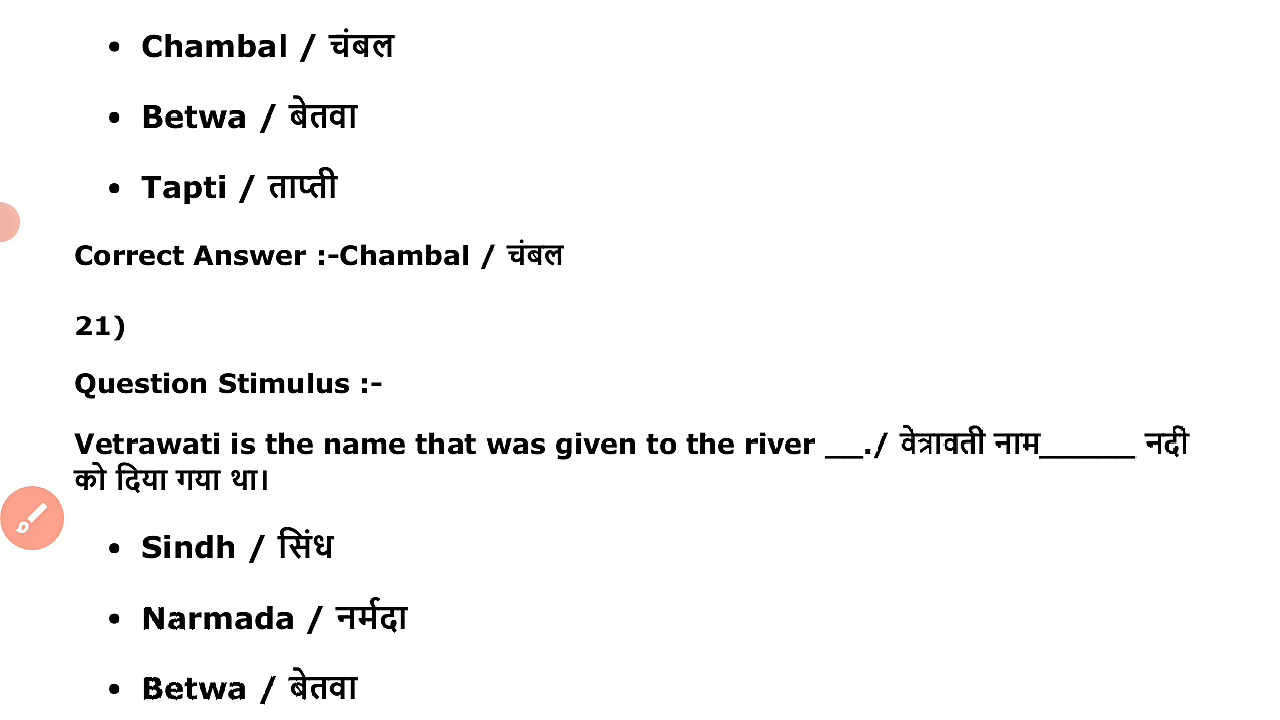 • Chambal / चंबल
• Betwa / बेतवा
• Tapti / ताप्ती
Correct Answer :-Chambal / चंबल
21)
Question Stimulus :-
Vetrawati is the name that was given to the river __./ वेत्रावती नाम______ नदी
को दिया गया था।
• Sindh / सिंध
• Narmada / नर्मदा
• Betwa / बेतवा